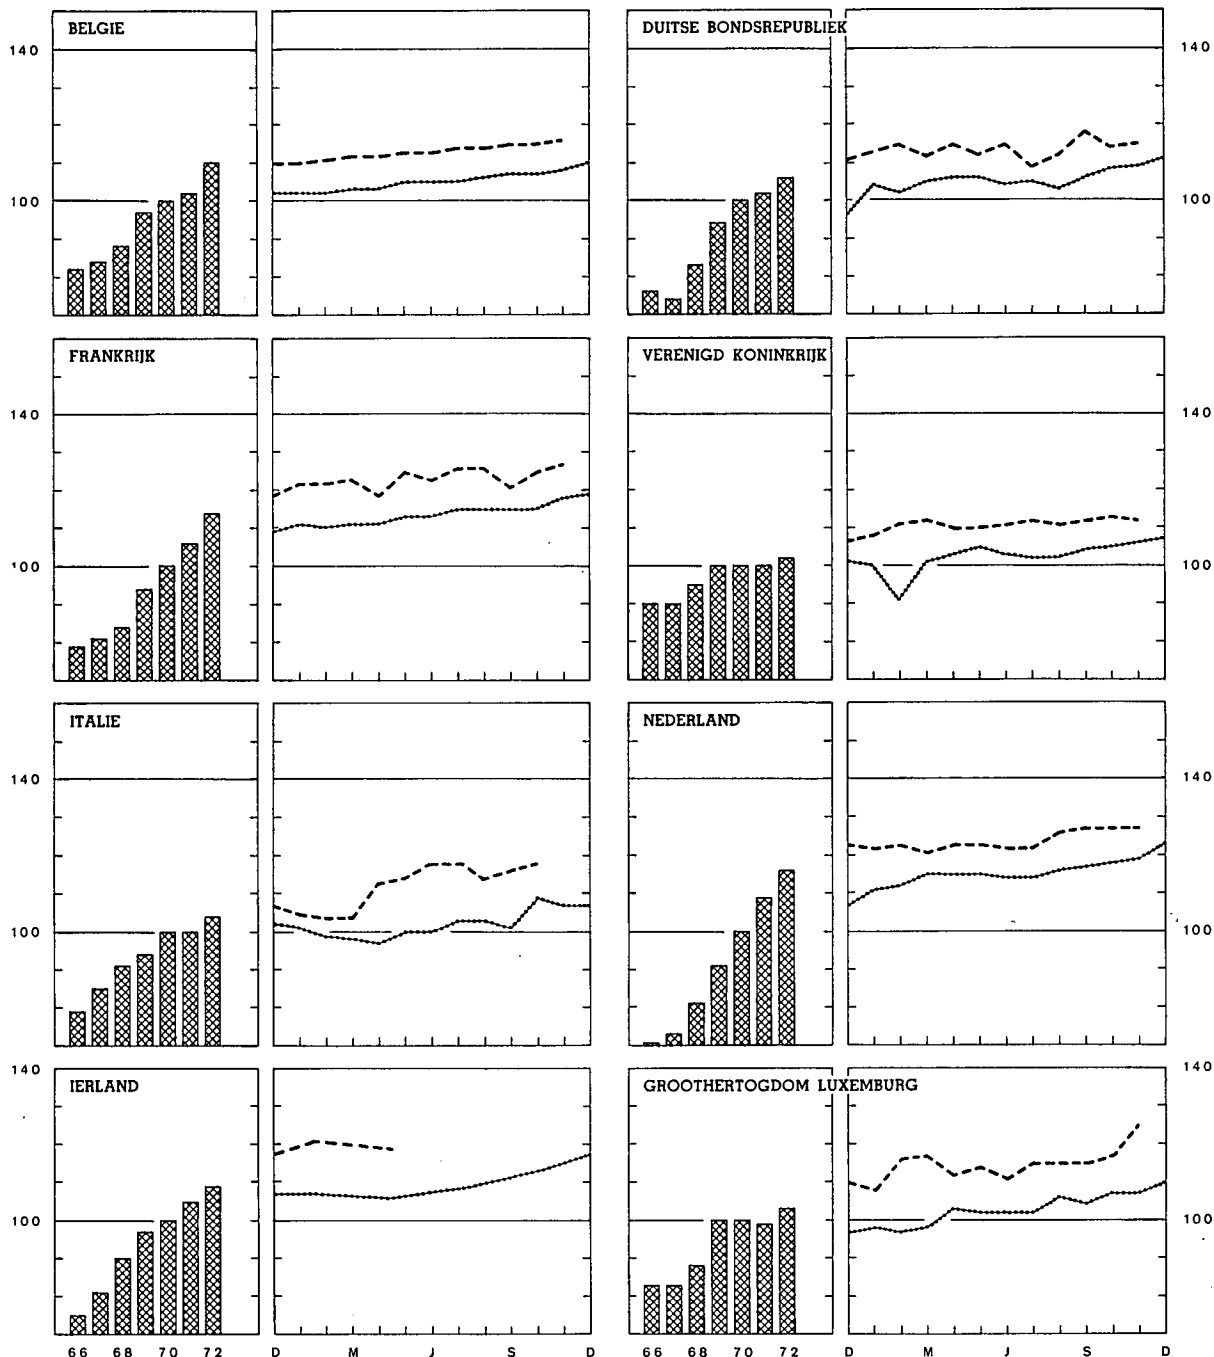 BELGIE
DUITSE BONDSREPUBLIEK
140
140
100
100
FRANKRIJK
VERENIGD KONINKRIJK
140
140
100
100
ITALIE
NEDERLAND
140
140
100
100
IERLAND
GROOTHERTOGDOM LUXEMBURG
140
140
100
100
66 68 70 72 D M J S D 66 68 70 72 D M J S D